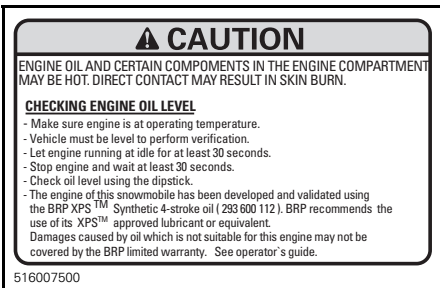 CAUTION
ENGINE OIL AND CERTAIN COMPOMENTS IN THE ENGINE COMPARTMENT
MAY BE HOT. DIRECT CONTACT MAY RESULT IN SKIN BURN.
CHECKING ENGINE OIL LEVEL
- Make sure engine is at operating temperature.
- Vehicle must be level to perform verification.
- Let engine running at idle for at least 30 seconds.
- Stop engine and wait at least 30 seconds.
- Check oil level using the dipstick.
- The engine of this snowmobile has been developed and validated using
the BRP XPS TM Synthetic 4-stroke oil ( 293 600 112 ). BRP recommends the
use of its XPS™ approved lubricant or equivalent.
Damages caused by oil which is not suitable for this engine may not be
covered by the BRP limited warranty. See operator`s guide.
516007500